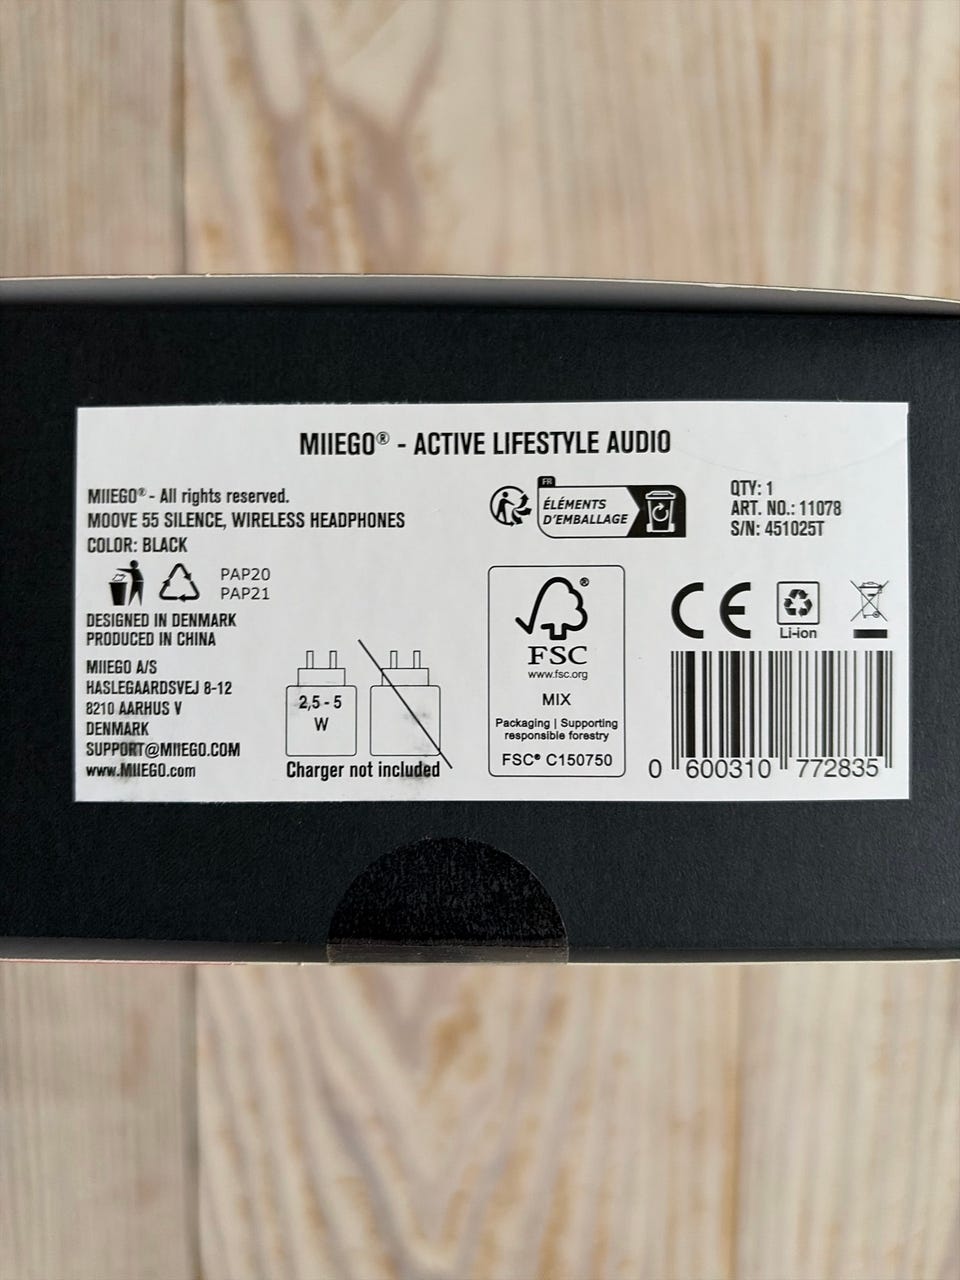 MIIEGO® - ACTIVE LIFESTYLE AUDIO
MIIEGO® - All rights reserved.
MOOVE 55 SILENCE, WIRELESS HEADPHONES
COLOR: BLACK
PAP20
PAP21
DESIGNED IN DENMARK
PRODUCED IN CHINA
MIIEGO A/S
HASLEGAARDSVEJ 8-12
8210 AARHUS V
DENMARK
SUPPORT@MIIEGO.COM
www.MIIEGO.com
2,5 - 5
W
Charger not included
FR
ÉLÉMENTS
D'EMBALLAGE
®
FSC
www.fsc.org
MIX
Packaging | Supporting
responsible forestry
FSC® C150750
QTY: 1
ART. NO.: 11078
S/N: 451025T
CE
Li-ion
0 600310 772835